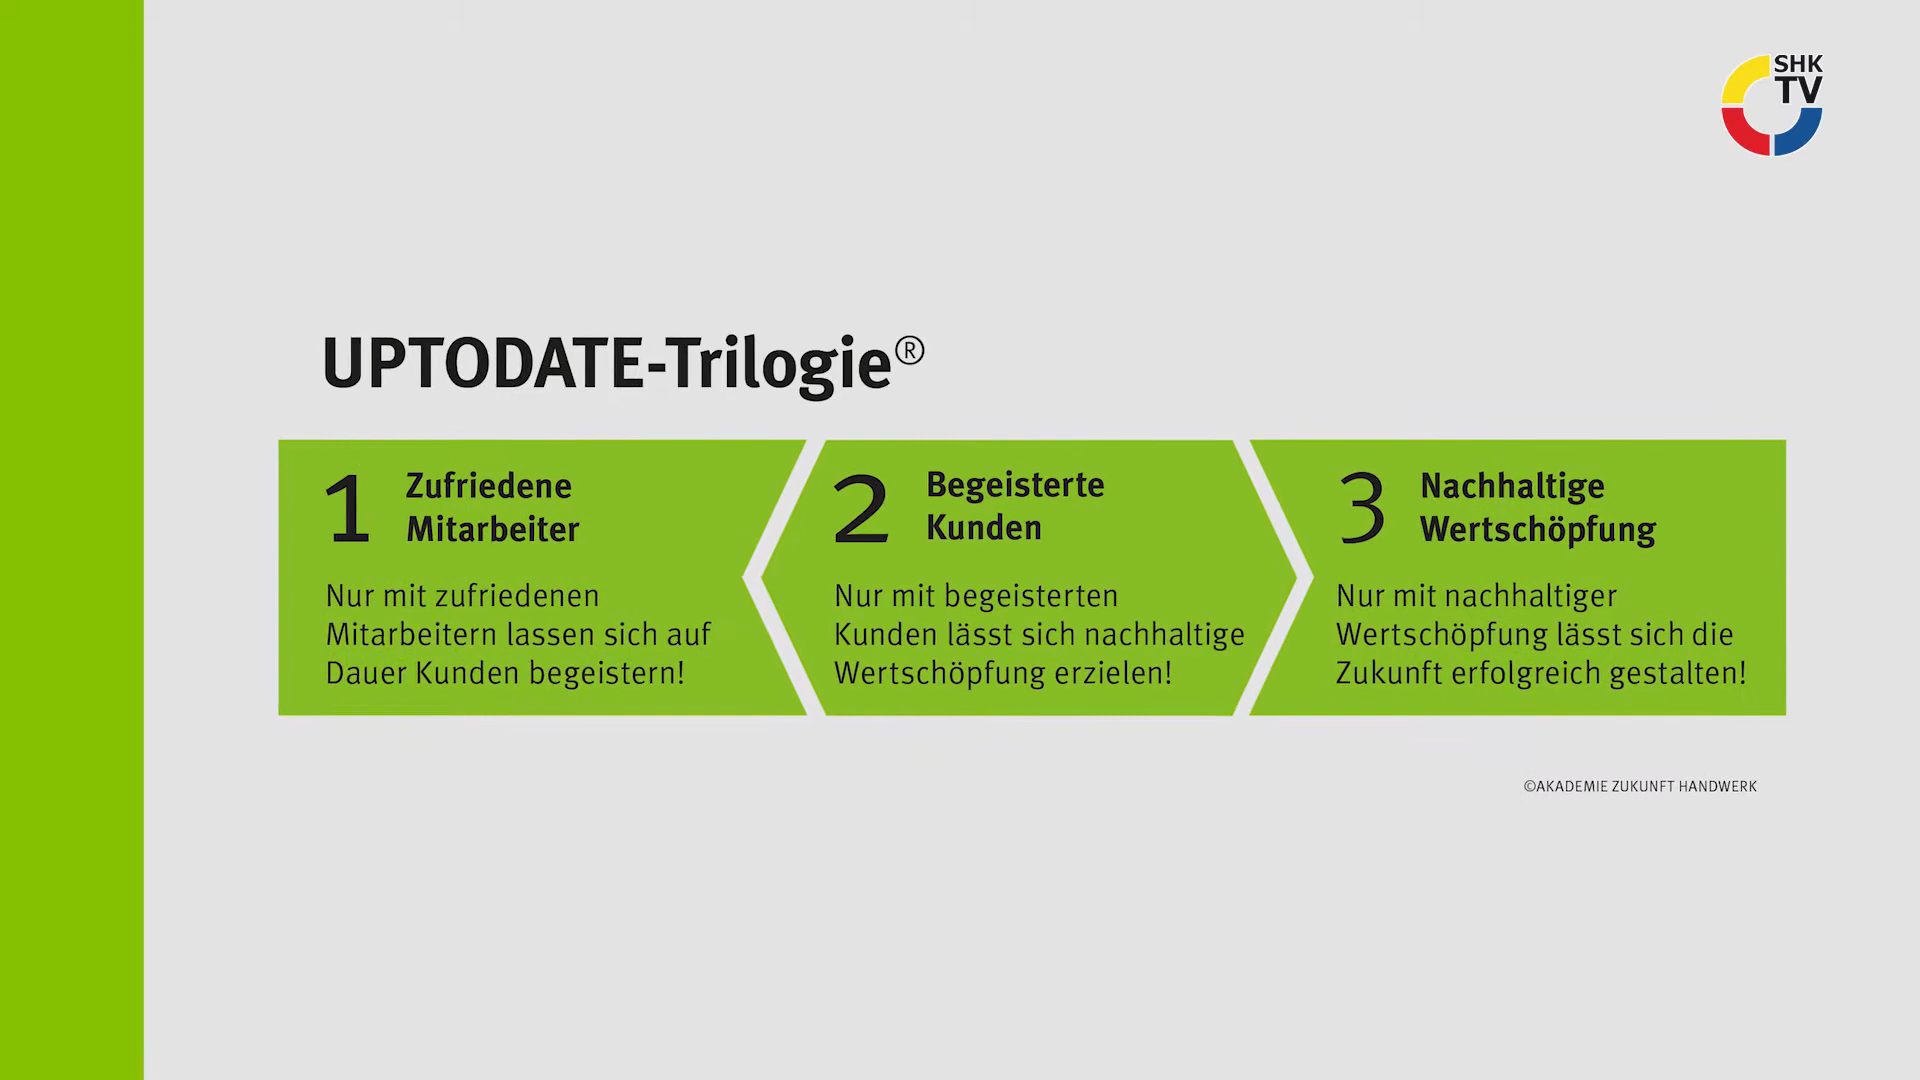 SHK
TV
UPTODATE-Trilogie®
1 Zufriedene
Mitarbeiter
Nur mit zufriedenen
Mitarbeitern lassen sich auf
Dauer Kunden begeistern!
2 Begeisterte
Kunden
Nur mit begeisterten
Kunden lässt sich nachhaltige
Wertschöpfung erzielen!
3 Nachhaltige
Wertschöpfung
Nur mit nachhaltiger
Wertschöpfung lässt sich die
Zukunft erfolgreich gestalten!
©AKADEMIE ZUKUNFT HANDWERK